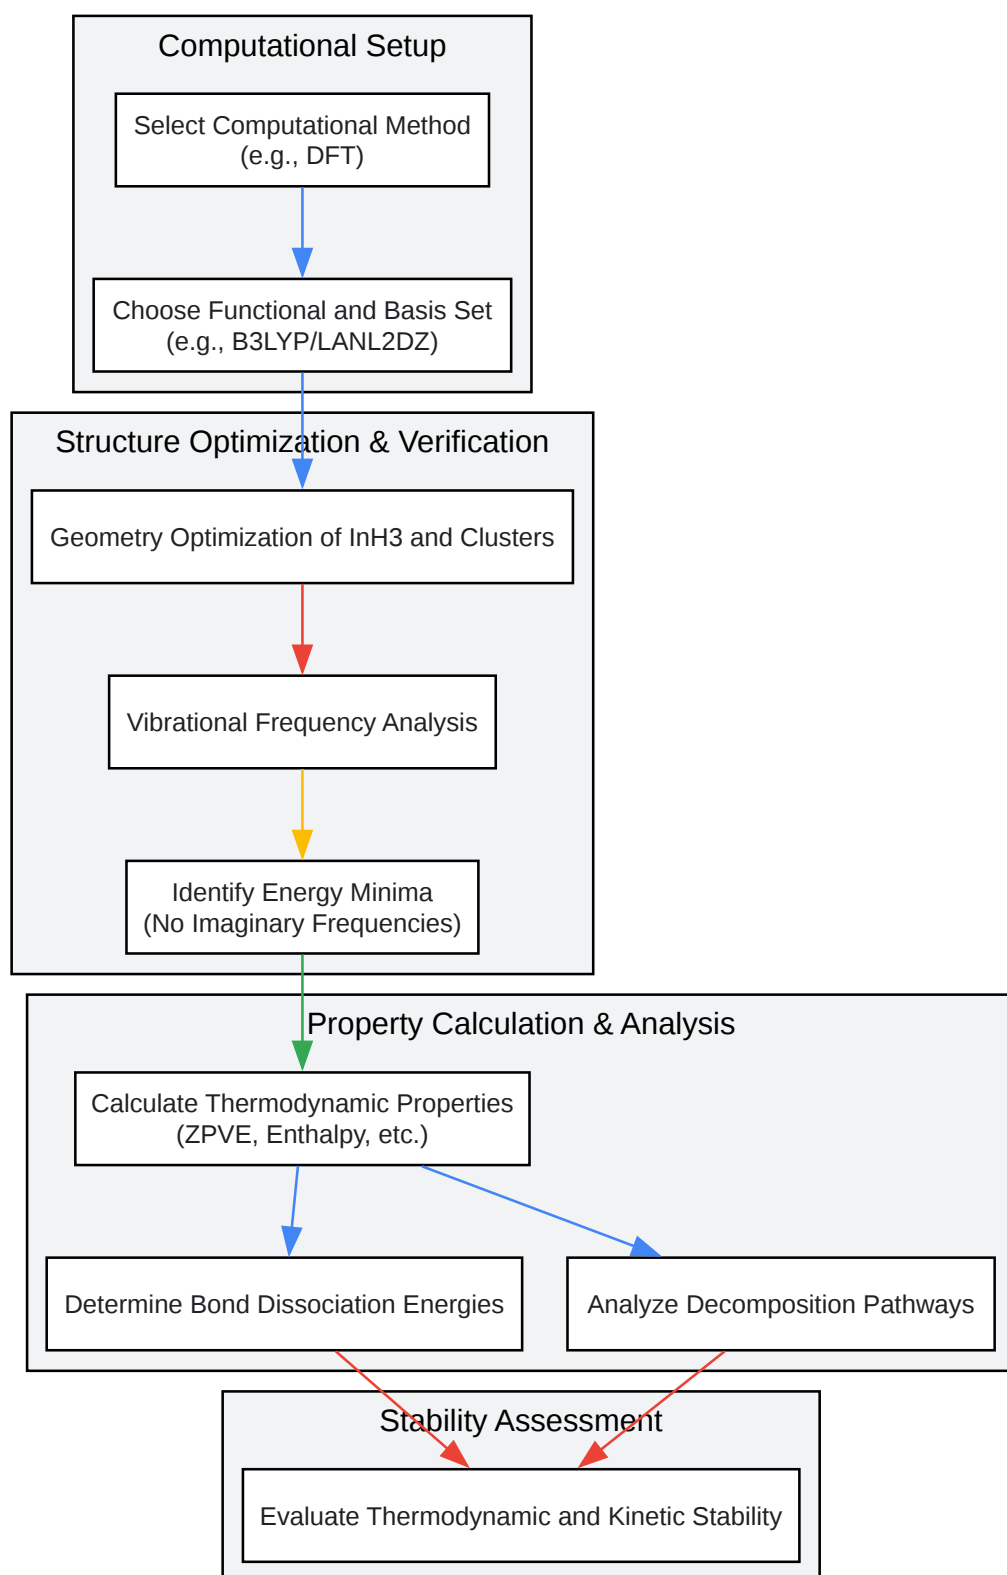 Computational Setup
Select Computational Method
(e.g., DFT)
Choose Functional and Basis Set
(e.g., B3LYP/LANL2DZ)
Structure Optimization & Verification
Geometry Optimization of InH3 and Clusters
Vibrational Frequency Analysis
Identify Energy Minima
(No Imaginary Frequencies)
Property Calculation & Analysis
Calculate Thermodynamic Properties
(ZPVE, Enthalpy, etc.)
Determine Bond Dissociation Energies
Analyze Decomposition Pathways
Stability Assessment
Evaluate Thermodynamic and Kinetic Stability